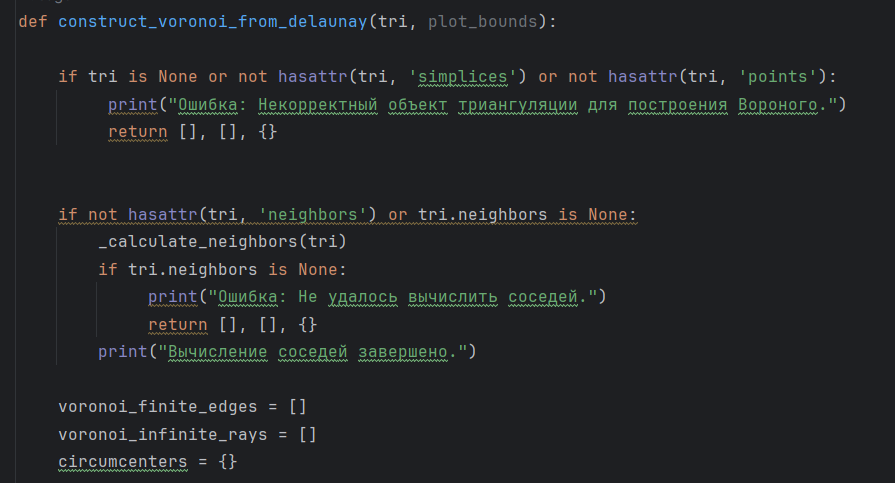 def construct_voronoi_from_delaunay(tri, plot_bounds):
if tri is None or not hasattr(tri, 'simplices') or not hasattr(tri, 'points'):
print("Ошибка: Некорректный объект триангуляции для построения Вороного.")
return [], [], {}
if not hasattr(tri, 'neighbors') or tri.neighbors is None:
_calculate_neighbors(tri)
if tri.neighbors is None:
print("Ошибка: Не удалось вычислить соседей.")
return [], [], {}
print("Вычисление соседей завершено.")
voronoi_finite_edges = []
voronoi_infinite_rays = []
circumcenters = {}